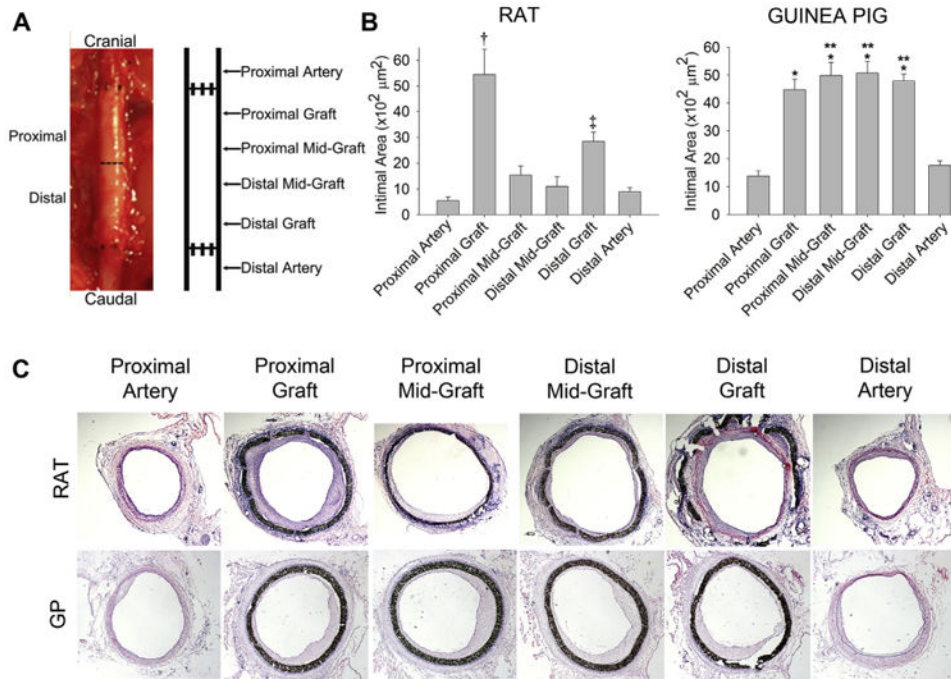 A
Cranial
Proximal
Distal
Caudal
Proximal Artery
Proximal Graft
Proximal Mid-Graft
Distal Mid-Graft
Distal Graft
Distal Artery
B
RAT
Intimal Area (x10² µm²)
60
50
40
30
20
10
0
†
‡
Proximal Artery
Proximal Graft
Proximal Mid-Graft
Distal Mid-Graft
Distal Graft
Distal Artery
GUINEA PIG
Intimal Area (x10² µm²)
60
50
40
30
20
10
0
*
**
*
**
*
**
*
Proximal Artery
Proximal Graft
Proximal Mid-Graft
Distal Mid-Graft
Distal Graft
Distal Artery
C
Proximal
Artery
Proximal
Graft
Proximal
Mid-Graft
Distal
Mid-Graft
Distal
Graft
Distal
Artery
RAT
GP